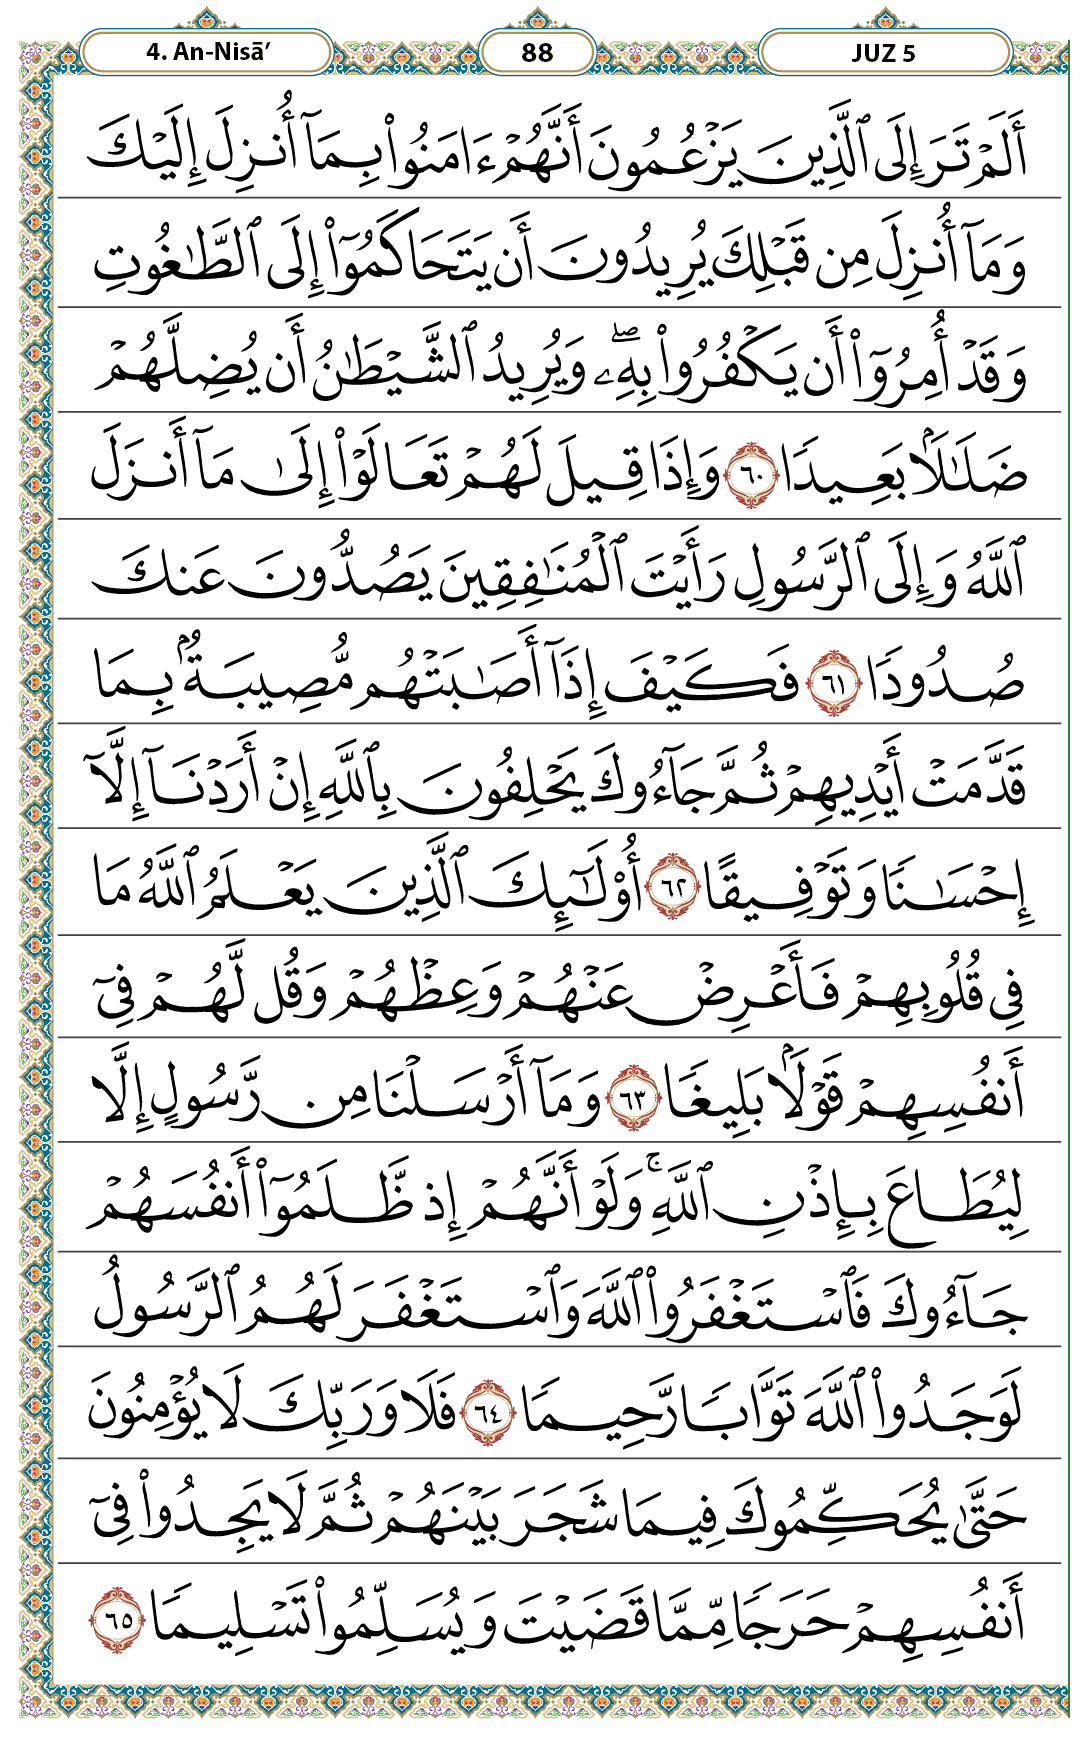 4. An-Nisā’ 88 JUZ 5
أَلَمْ تَرَ إِلَى ٱلَّذِينَ يَزْعُمُونَ أَنَّهُمْ ءَامَنُوا۟ بِمَآ أُنزِلَ إِلَيْكَ
وَمَآ أُنزِلَ مِن قَبْلِكَ يُرِيدُونَ أَن يَتَحَاكَمُوٓا۟ إِلَى ٱلطَّـٰغُوتِ
وَقَدْ أُمِرُوٓا۟ أَن يَكْفُرُوا۟ بِهِۦۖ وَيُرِيدُ ٱلشَّيْطَـٰنُ أَن يُضِلَّهُمْ
ضَلَـٰلًۢا بَعِيدًا ٦٠ وَإِذَا قِيلَ لَهُمْ تَعَالَوْا۟ إِلَىٰ مَآ أَنزَلَ
ٱللَّهُ وَإِلَى ٱلرَّسُولِ رَأَيْتَ ٱلْمُنَـٰفِقِينَ يَصُدُّونَ عَنكَ
صُدُودًا ٦١ فَكَيْفَ إِذَآ أَصَـٰبَتْهُم مُّصِيبَةٌۢ بِمَا
قَدَّمَتْ أَيْدِيهِمْ ثُمَّ جَآءُوكَ يَحْلِفُونَ بِٱللَّهِ إِنْ أَرَدْنَآ إِلَّآ
إِحْسَـٰنًا وَتَوْفِيقًا ٦٢ أُو۟لَـٰٓئِكَ ٱلَّذِينَ يَعْلَمُ ٱللَّهُ مَا
فِى قُلُوبِهِمْ فَأَعْرِضْ عَنْهُمْ وَعِظْهُمْ وَقُل لَّهُمْ فِىٓ
أَنفُسِهِمْ قَوْلًۢا بَلِيغًا ٦٣ وَمَآ أَرْسَلْنَا مِن رَّسُولٍ إِلَّا
لِيُطَاعَ بِإِذْنِ ٱللَّهِۚ وَلَوْ أَنَّهُمْ إِذ ظَّلَمُوٓا۟ أَنفُسَهُمْ
جَآءُوكَ فَٱسْتَغْفَرُوا۟ ٱللَّهَ وَٱسْتَغْفَرَ لَهُمُ ٱلرَّسُولُ
لَوَجَدُوا۟ ٱللَّهَ تَوَّابًا رَّحِيمًا ٦٤ فَلَا وَرَبِّكَ لَا يُؤْمِنُونَ
حَتَّىٰ يُحَكِّمُوكَ فِيمَا شَجَرَ بَيْنَهُمْ ثُمَّ لَا يَجِدُوا۟ فِىٓ
أَنفُسِهِمْ حَرَجًا مِّمَّا قَضَيْتَ وَيُسَلِّمُوا۟ تَسْلِيمًا ٦٥